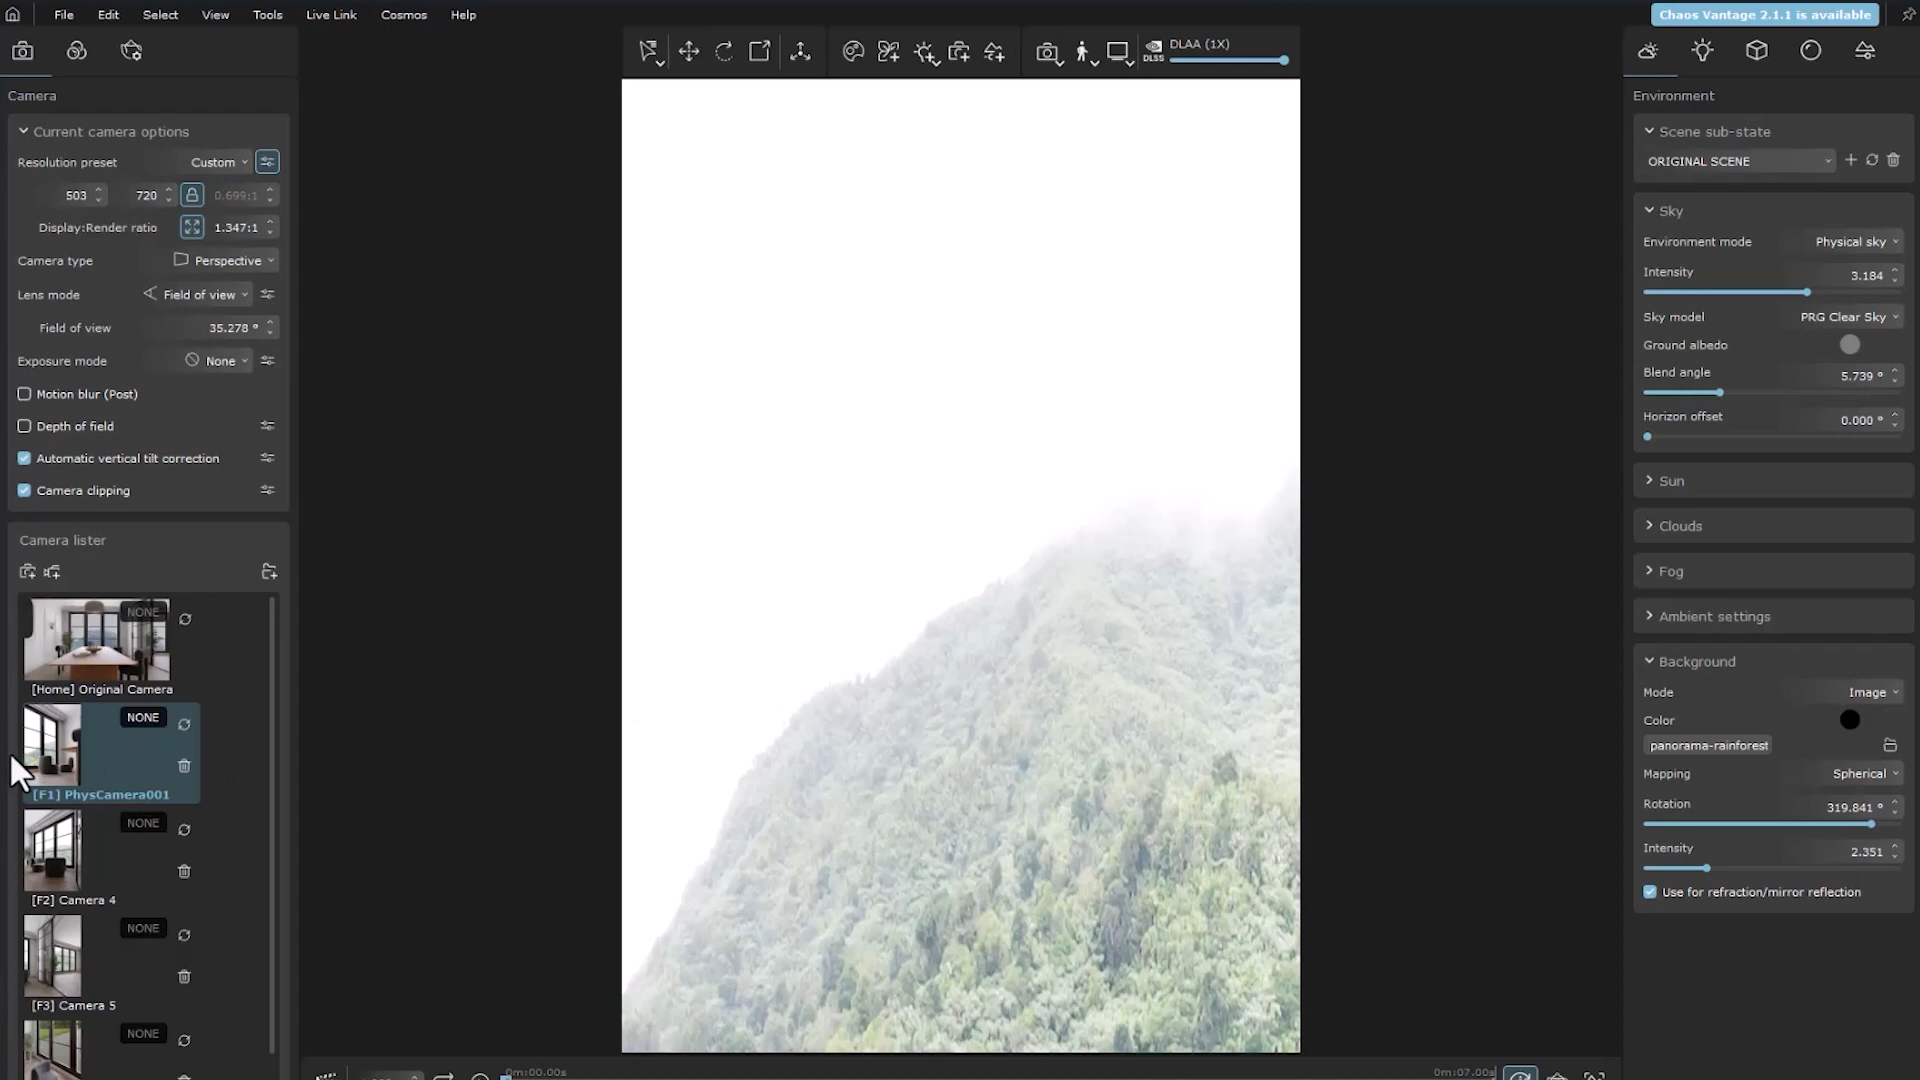 File Edit Select View Tools Live Link Cosmos Help
Chaos Vantage 2.1.1 is available
DLSS DLAA (1X)
Camera
Current camera options
Resolution preset Custom
503 720 0.699:1
Display:Render ratio 1.347:1
Camera type Perspective
Lens mode Field of view
Field of view 35.278 °
Exposure mode None
Motion blur (Post)
Depth of field
Automatic vertical tilt correction
Camera clipping
Camera lister
NONE
[Home] Original Camera
NONE
[F1] PhysCamera001
NONE
[F2] Camera 4
NONE
[F3] Camera 5
NONE
0m:00.00s
0m:07.00s
Environment
Scene sub-state
ORIGINAL SCENE
Sky
Environment mode Physical sky
Intensity 3.184
Sky model PRG Clear Sky
Ground albedo
Blend angle 5.739 °
Horizon offset 0.000 °
Sun
Clouds
Fog
Ambient settings
Background
Mode Image
Color
panorama-rainforest
Mapping Spherical
Rotation 319.841 °
Intensity 2.351
Use for refraction/mirror reflection